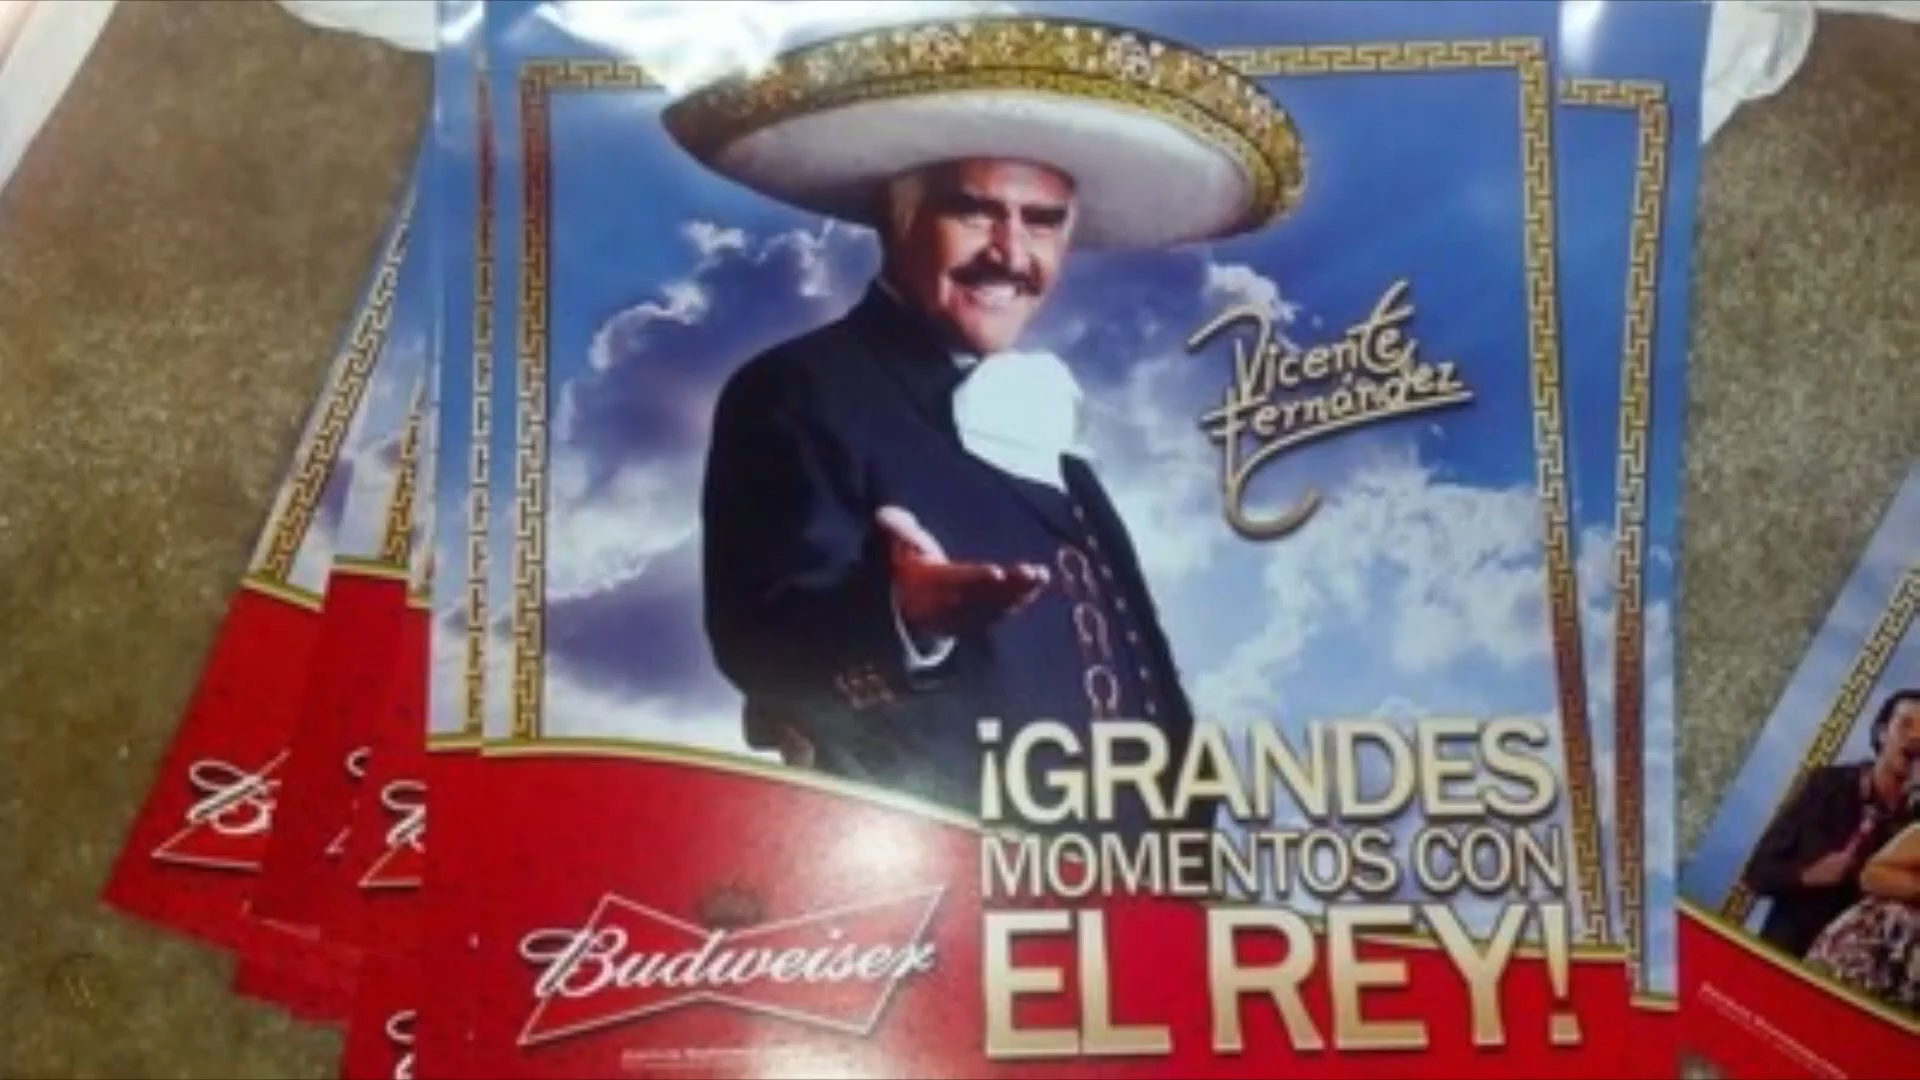 Vicente
Fernández
¡GRANDES
MOMENTOS CON
EL REY!
Budweiser